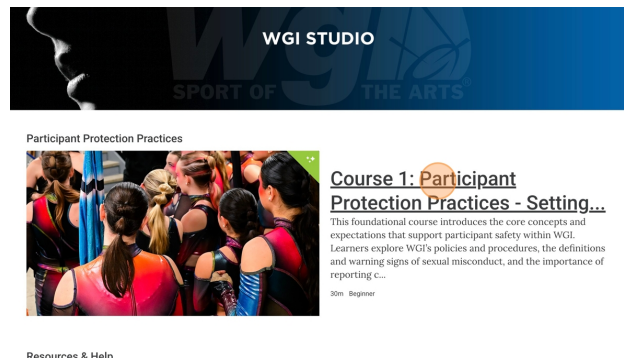 WGI STUDIO
wgi
SPORT OF THE ARTS
Participant Protection Practices
Course 1: Participant
Protection Practices - Setting...
This foundational course introduces the core concepts and
expectations that support participant safety within WGI.
Learners explore WGI's policies and procedures, the definitions
and warning signs of sexual misconduct, and the importance of
reporting c...
30m Beginner
Resources & Help